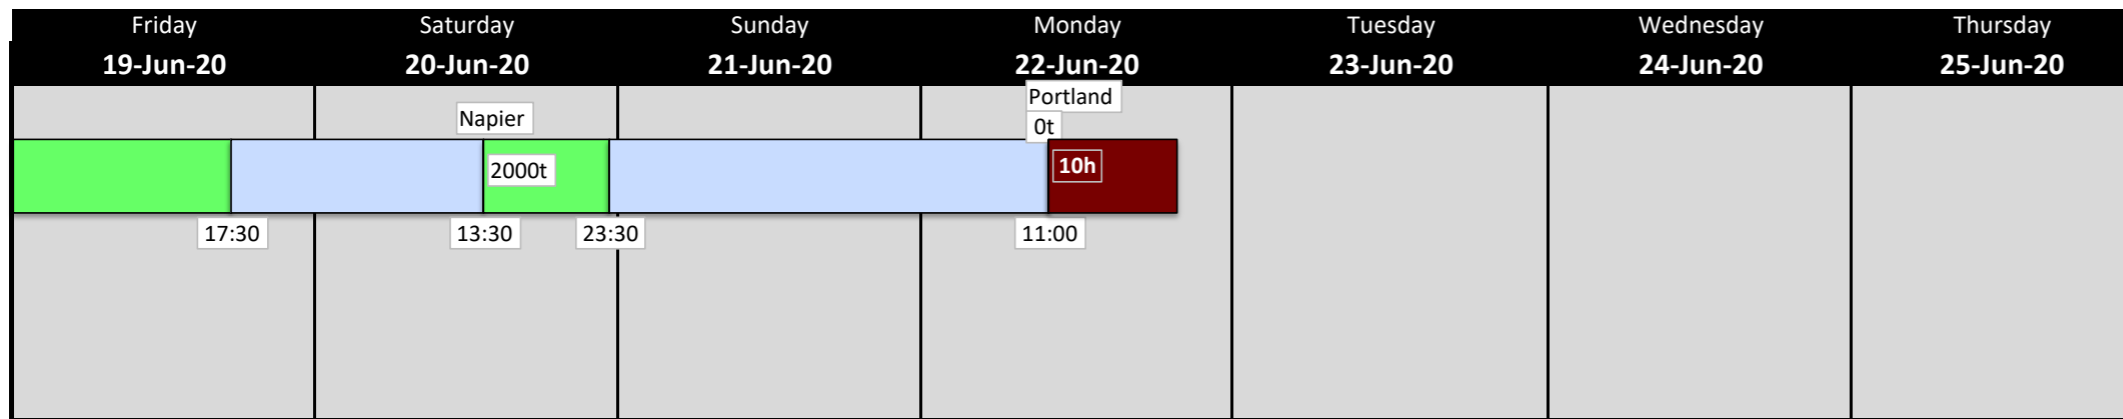 Friday Saturday Sunday Monday Tuesday Wednesday Thursday
19-Jun-20 20-Jun-20 21-Jun-20 22-Jun-20 23-Jun-20 24-Jun-20 25-Jun-20
Portland
Napier
0t
2000t
10h
17:30 13:30 23:30 11:00